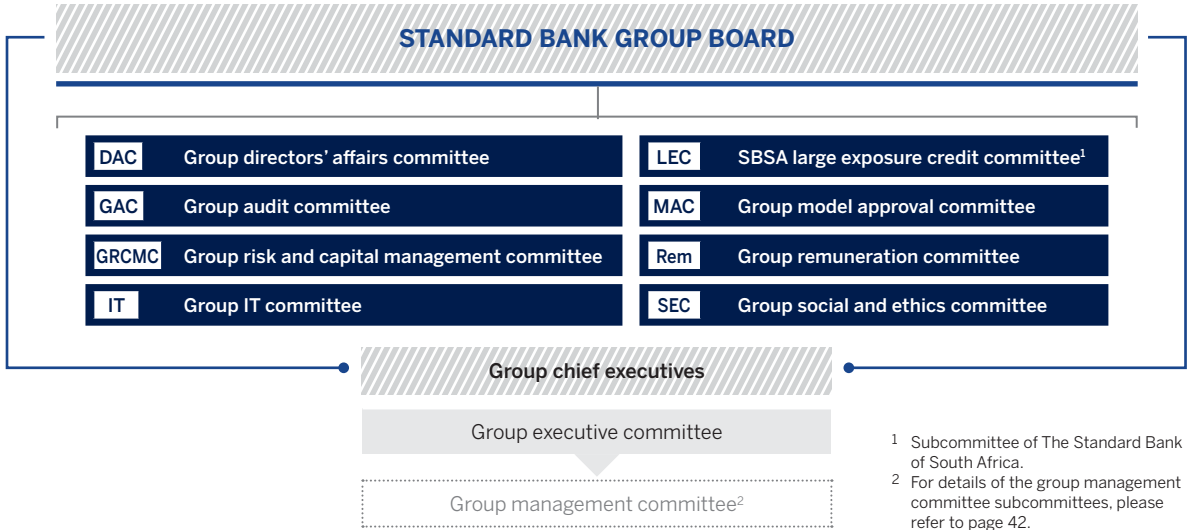 STANDARD BANK GROUP BOARD
DAC Group directors’ affairs committee
GAC Group audit committee
GRCMC Group risk and capital management committee
IT Group IT committee
LEC SBSA large exposure credit committee¹
MAC Group model approval committee
Rem Group remuneration committee
SEC Group social and ethics committee
Group chief executives
Group executive committee
Group management committee²
¹ Subcommittee of The Standard Bank
of South Africa.
² For details of the group management
committee subcommittees, please
refer to page 42.